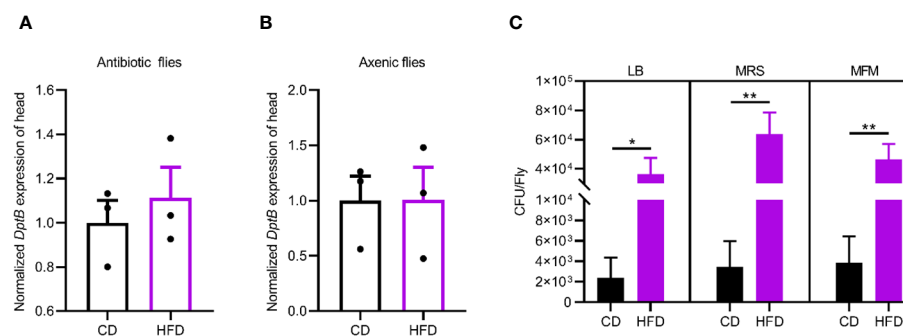 A
Antibiotic flies
Normalized DptB expression of head
1.6
1.4
1.2
1.0
0.8
0.6
CD
HFD
B
Axenic flies
Normalized DptB expression of head
2.0
1.5
1.0
0.5
0.0
CD
HFD
C
LB
MRS
MFM
CFU/Fly
1×10⁵
8×10⁴
6×10⁴
4×10⁴
1×10⁴
8×10³
6×10³
4×10³
2×10³
0
*
**
**
CD
HFD
CD
HFD
CD
HFD